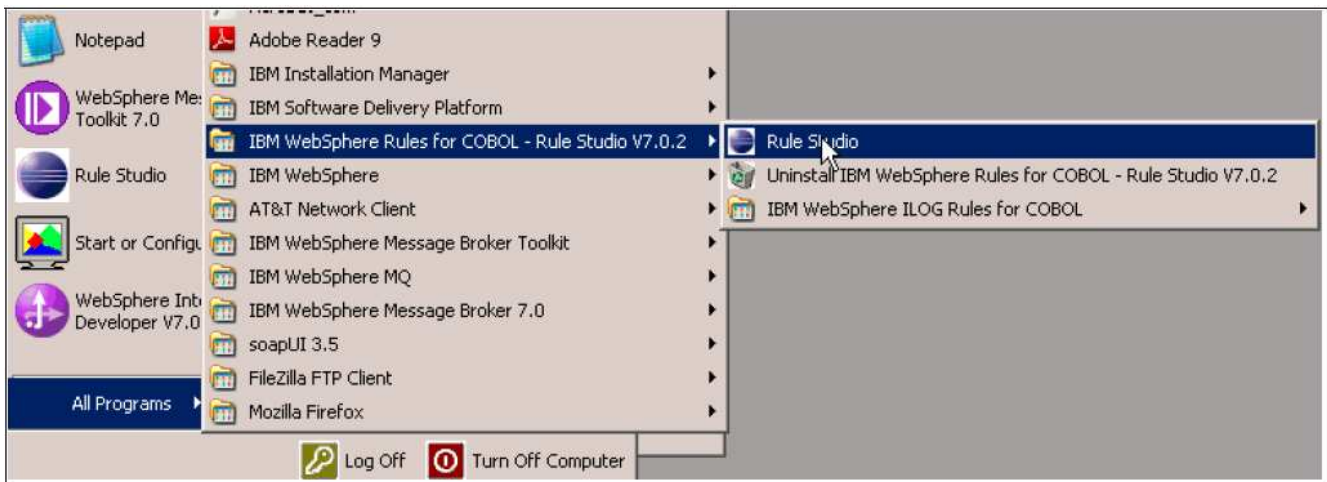 Notepad
WebSphere Me
Toolkit 7.0
Rule Studio
Start or Configu
WebSphere Int
Developer V7.0
All Programs
Adobe Reader 9
IBM Installation Manager
IBM Software Delivery Platform
IBM WebSphere Rules for COBOL - Rule Studio V7.0.2
IBM WebSphere
AT&T Network Client
IBM WebSphere Message Broker Toolkit
IBM WebSphere MQ
IBM WebSphere Message Broker 7.0
soapUI 3.5
FileZilla FTP Client
Mozilla Firefox
Rule Studio
Uninstall IBM WebSphere Rules for COBOL - Rule Studio V7.0.2
IBM WebSphere ILOG Rules for COBOL
Log Off
Turn Off Computer